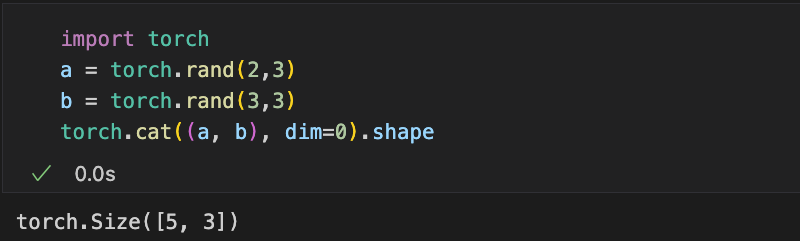 import torch
a = torch.rand(2,3)
b = torch.rand(3,3)
torch.cat((a, b), dim=0).shape
0.0s
torch.Size([5, 3])